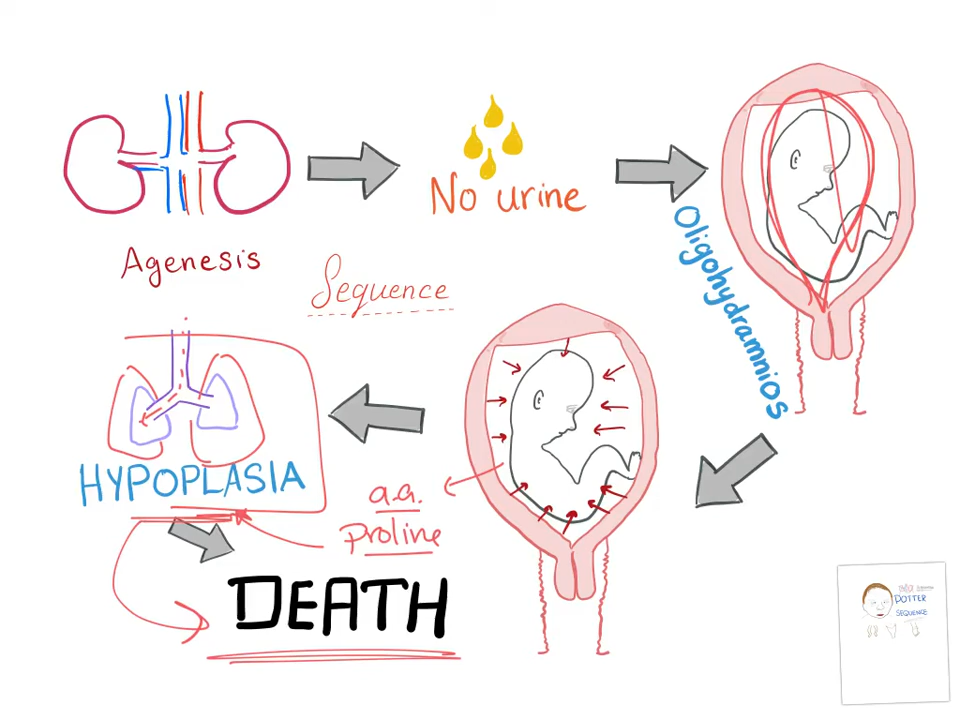 No urine
Agenesis
Sequence
Oligohydramnios
HYPOPLASIA
a.a.
Proline
DEATH
POTTER
SEQUENCE